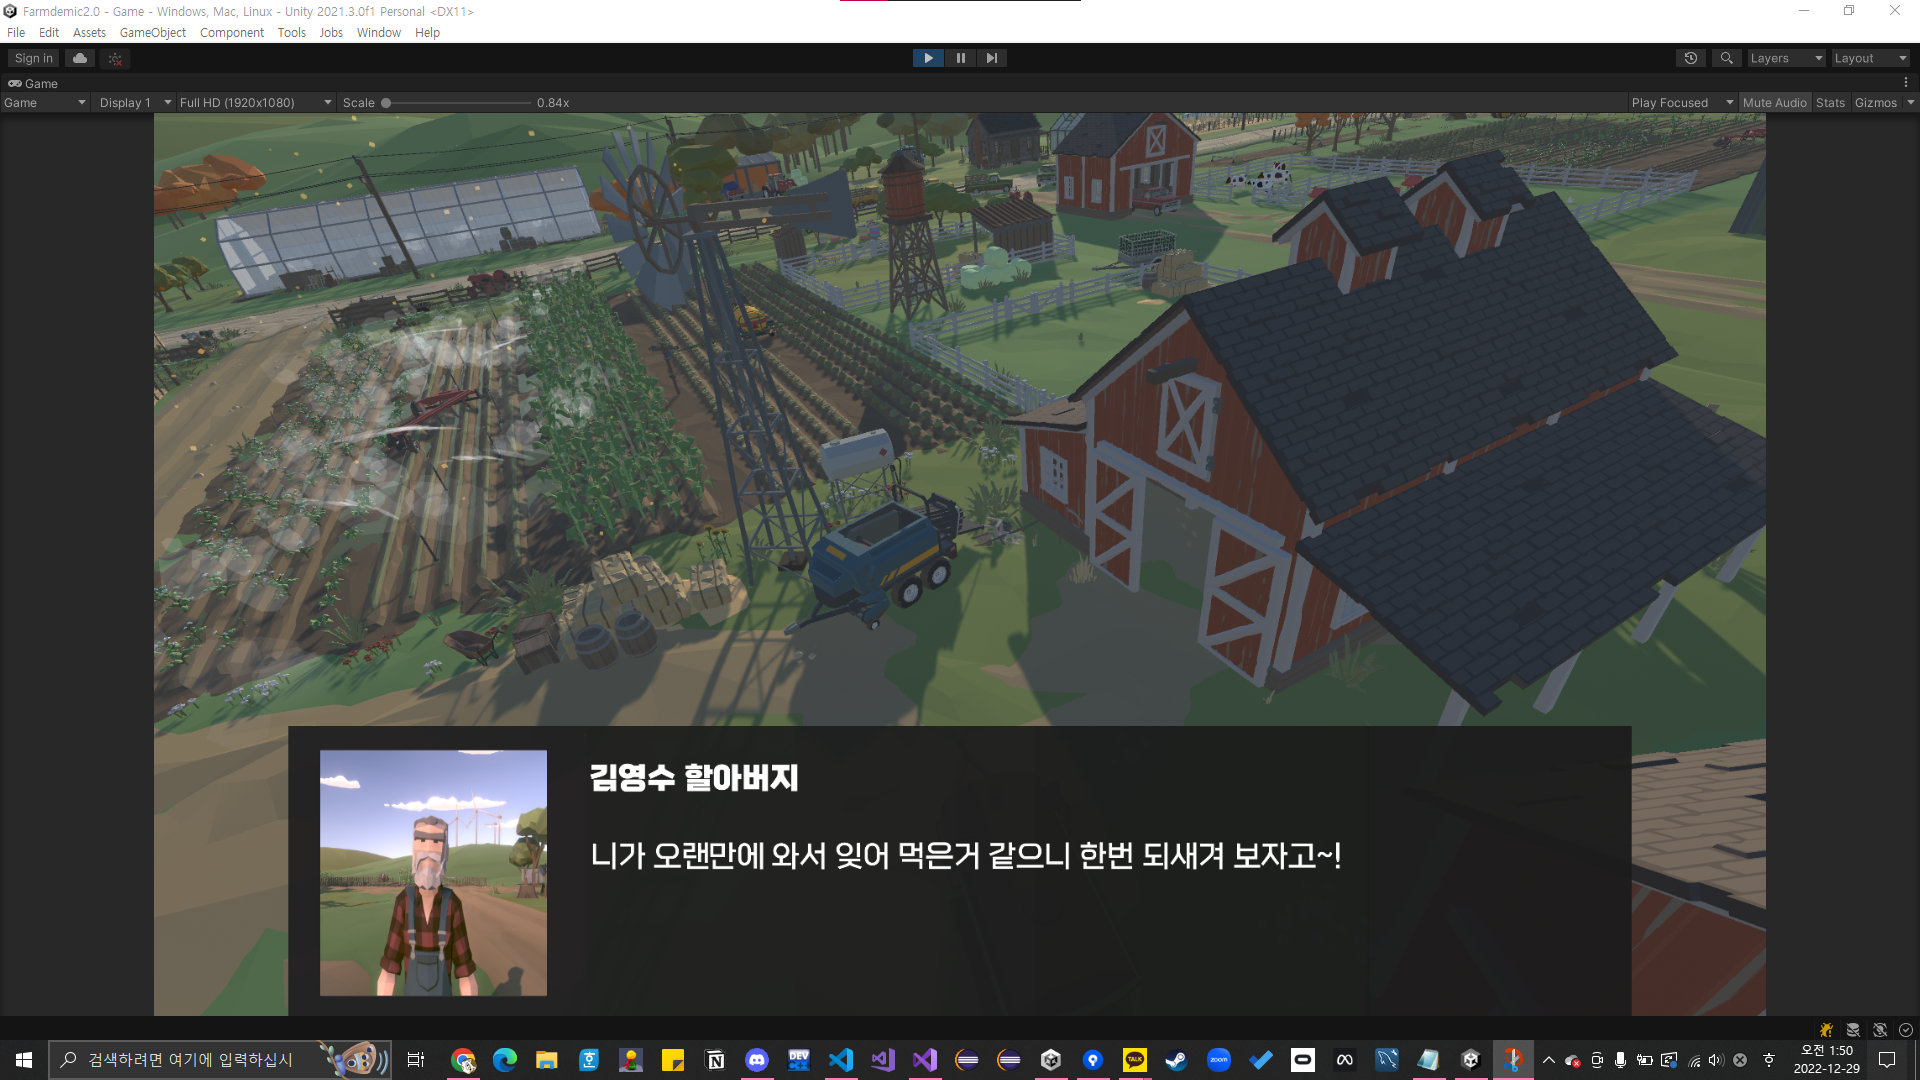 Farmdemic2.0 - Game - Windows, Mac, Linux - Unity 2021.3.0f1 Personal <DX11>
File Edit Assets GameObject Component Tools Jobs Window Help
Sign in Layers Layout
Game
Game Display 1 Full HD (1920x1080) Scale 0.84x Play Focused Mute Audio Stats Gizmos
김영수 할아버지
니가 오랜만에 와서 잊어 먹은거 같으니 한번 되새겨 보자고~!
검색하려면 여기에 입력하십시
DEV
TALK
zoom
오전 1:50
2022-12-29